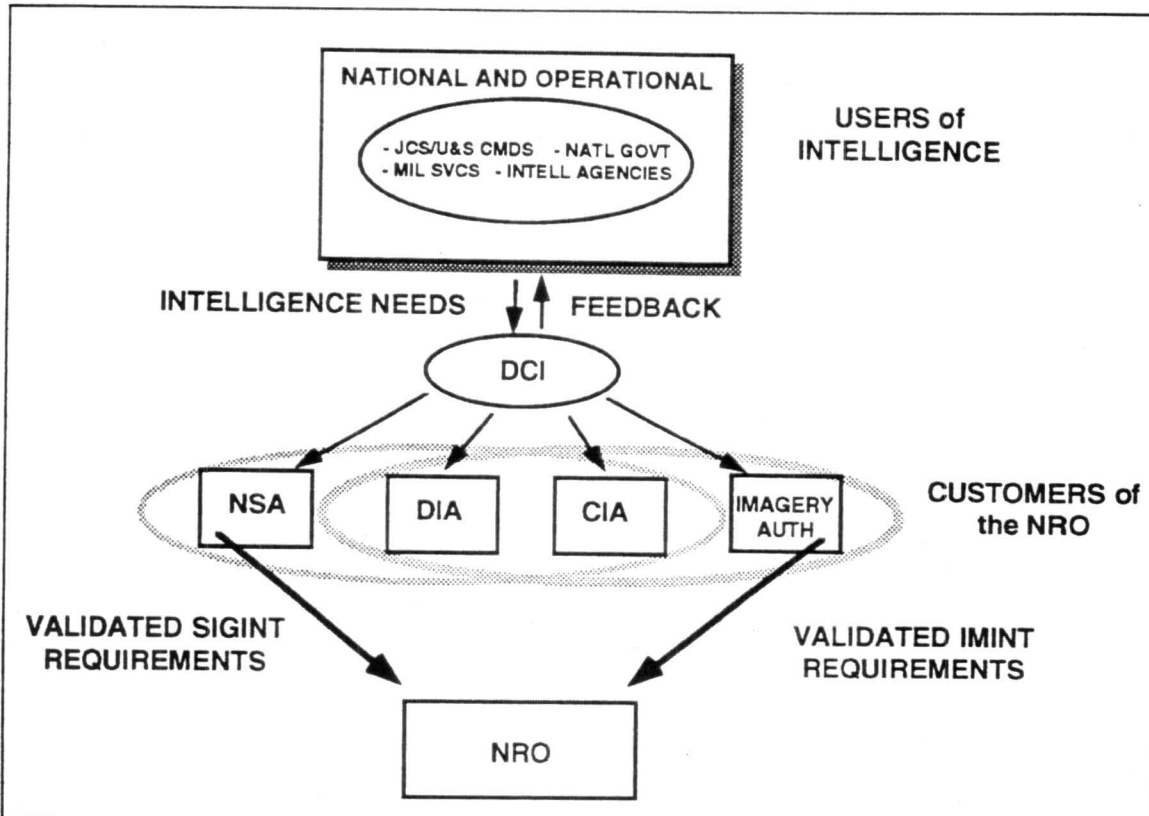 NATIONAL AND OPERATIONAL
- JCS/U&S CMDS - NATL GOVT
- MIL SVCS - INTELL AGENCIES
USERS of
INTELLIGENCE
INTELLIGENCE NEEDS
FEEDBACK
DCI
NSA
DIA
CIA
IMAGERY
AUTH
CUSTOMERS of
the NRO
VALIDATED SIGINT
REQUIREMENTS
VALIDATED IMINT
REQUIREMENTS
NRO